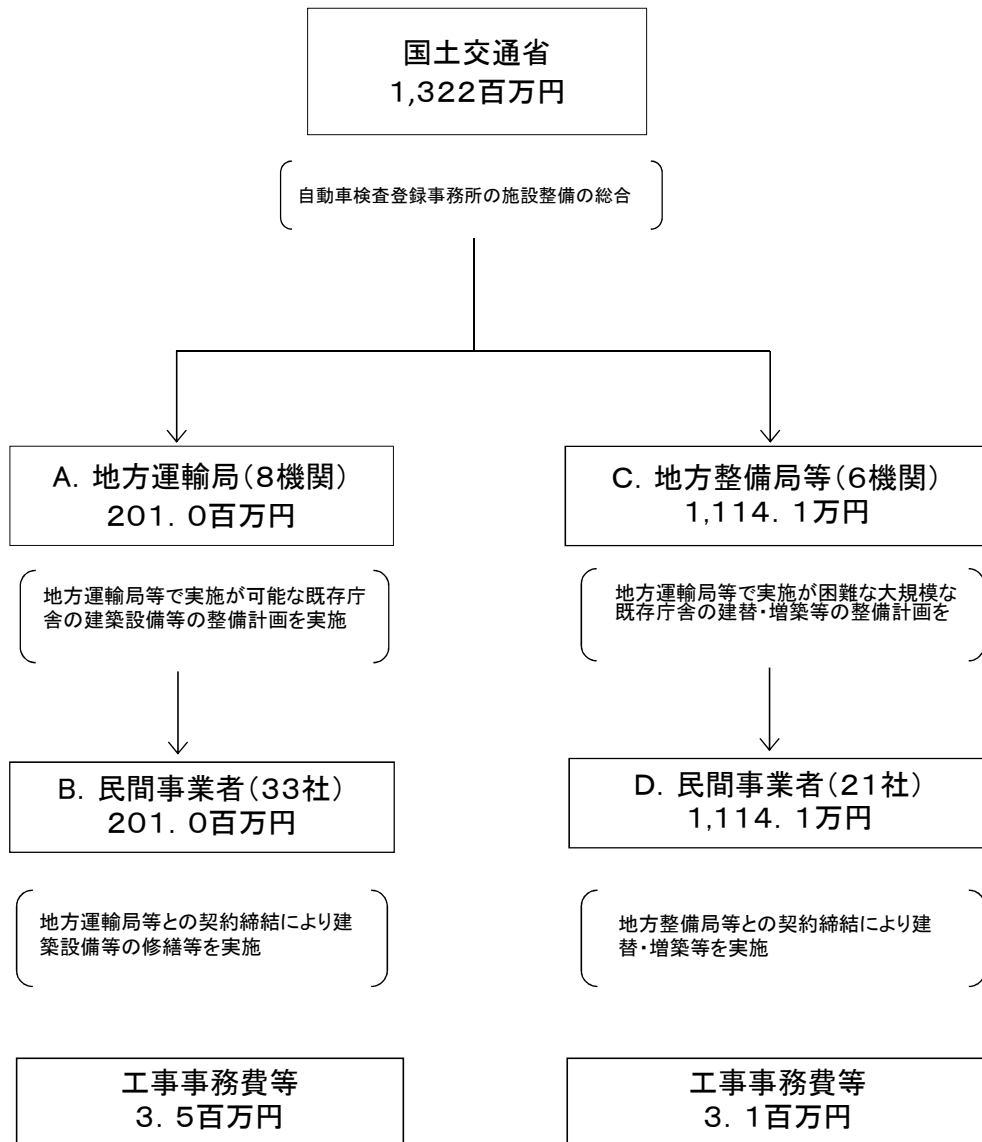 国土交通省
1,322百万円
自動車検査登録事務所の施設整備の総合
A．地方運輸局（8機関）
201．0百万円
C．地方整備局等（6機関）
1,114．1万円
地方運輸局等で実施が可能な既存庁
舎の建築設備等の整備計画を実施
地方運輸局等で実施が困難な大規模な
既存庁舎の建替・増築等の整備計画を
B．民間事業者（33社）
201．0百万円
D．民間事業者（21社）
1,114．1万円
地方運輸局等との契約締結により建
築設備等の修繕等を実施
地方整備局等との契約締結により建
替・増築等を実施
工事事務費等
3．5百万円
工事事務費等
3．1百万円